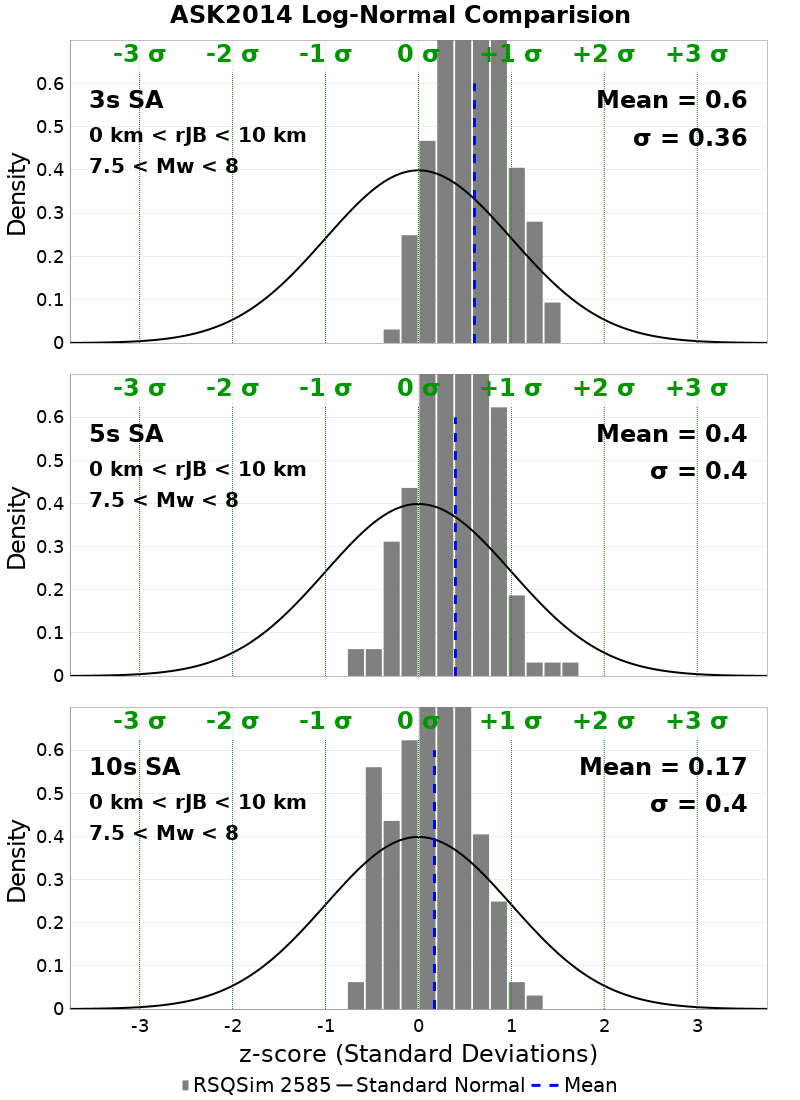 ASK2014 Log-Normal Comparision
-3 σ -2 σ -1 σ 0 σ +1 σ +2 σ +3 σ
0.6
3s SA Mean = 0.6
0.5
0 km < rJB < 10 km σ = 0.36
7.5 < Mw < 8
0.4
0.3
0.2
0.1
0
Density
-3 σ -2 σ -1 σ 0 σ +1 σ +2 σ +3 σ
0.6
5s SA Mean = 0.4
0.5
0 km < rJB < 10 km σ = 0.4
7.5 < Mw < 8
0.4
0.3
0.2
0.1
0
Density
-3 σ -2 σ -1 σ 0 σ +1 σ +2 σ +3 σ
0.6
10s SA Mean = 0.17
0.5
0 km < rJB < 10 km σ = 0.4
7.5 < Mw < 8
0.4
0.3
0.2
0.1
0
Density
-3 -2 -1 0 1 2 3
z-score (Standard Deviations)
RSQSim 2585 Standard Normal Mean